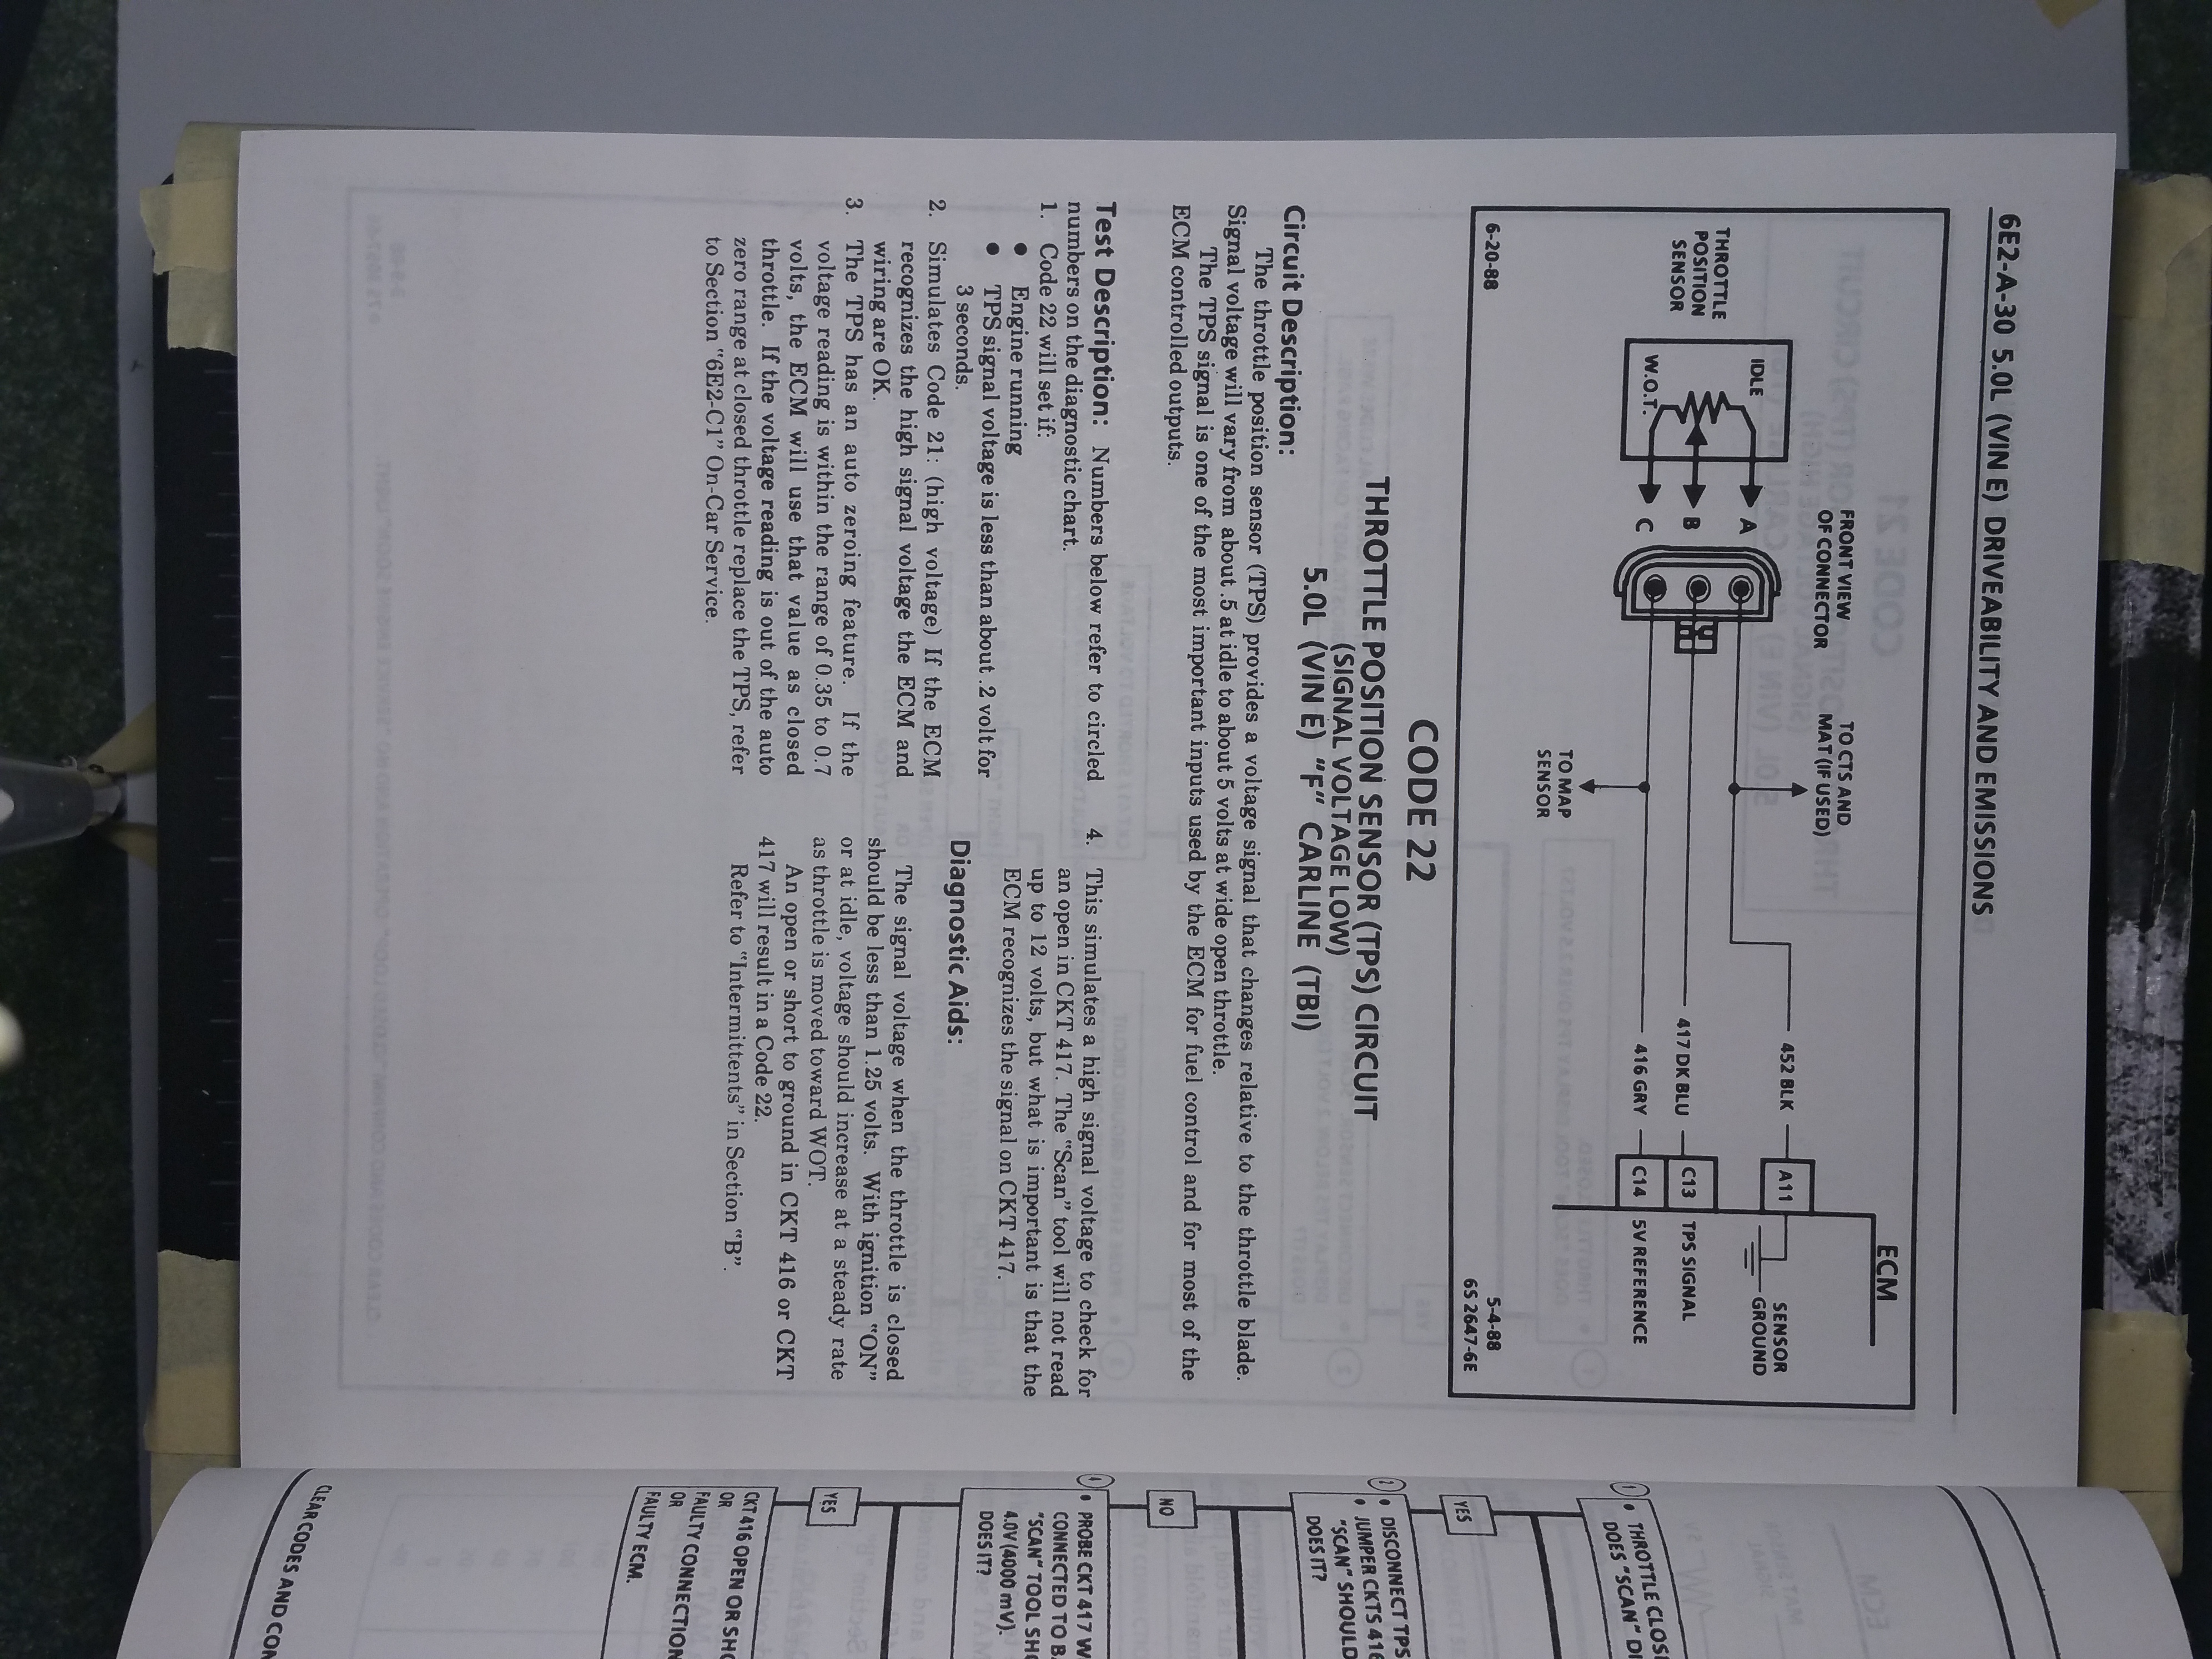 6E2-A-30 5.0L (VIN E) DRIVEABILITY AND EMISSIONS
ECM
FRONT VIEW
OF CONNECTOR
TO CTS AND
MAT (IF USED)
THROTTLE
POSITION
SENSOR
IDLE
W.O.T.
A
B
C
452 BLK
A11
SENSOR
GROUND
417 DK BLU
C13
TPS SIGNAL
416 GRY
C14
5V REFERENCE
TO MAP
SENSOR
6-20-88
5-4-88
6S 2647-6E
CODE 22
THROTTLE POSITION SENSOR (TPS) CIRCUIT
(SIGNAL VOLTAGE LOW)
5.0L (VIN E) "F" CARLINE (TBI)
Circuit Description:
The throttle position sensor (TPS) provides a voltage signal that changes relative to the throttle blade.
Signal voltage will vary from about .5 at idle to about 5 volts at wide open throttle.
The TPS signal is one of the most important inputs used by the ECM for fuel control and for most of the
ECM controlled outputs.
Test Description: Numbers below refer to circled
numbers on the diagnostic chart.
1. Code 22 will set if:
● Engine running
● TPS signal voltage is less than about .2 volt for
3 seconds.
2. Simulates Code 21: (high voltage) If the ECM
recognizes the high signal voltage the ECM and
wiring are OK.
3. The TPS has an auto zeroing feature. If the
voltage reading is within the range of 0.35 to 0.7
volts, the ECM will use that value as closed
throttle. If the voltage reading is out of the auto
zero range at closed throttle replace the TPS, refer
to Section "6E2-C1" On-Car Service.
4. This simulates a high signal voltage to check for
an open in CKT 417. The "Scan" tool will not read
up to 12 volts, but what is important is that the
ECM recognizes the signal on CKT 417.
Diagnostic Aids:
The signal voltage when the throttle is closed
should be less than 1.25 volts. With ignition "ON"
or at idle, voltage should increase at a steady rate
as throttle is moved toward WOT.
An open or short to ground in CKT 416 or CKT
417 will result in a Code 22.
Refer to "Intermittents" in Section "B".
1 ● THROTTLE CLOS
DOES "SCAN" DI
YES
2 ● DISCONNECT TPS
● JUMPER CKTS 416
"SCAN" SHOULD
DOES IT?
NO
4 ● PROBE CKT 417 W
CONNECTED TO B
"SCAN" TOOL SHO
4.0V (4000 mV).
DOES IT?
YES
CKT 416 OPEN OR SHO
OR
FAULTY CONNECTION
OR
FAULTY ECM.
CLEAR CODES AND CON